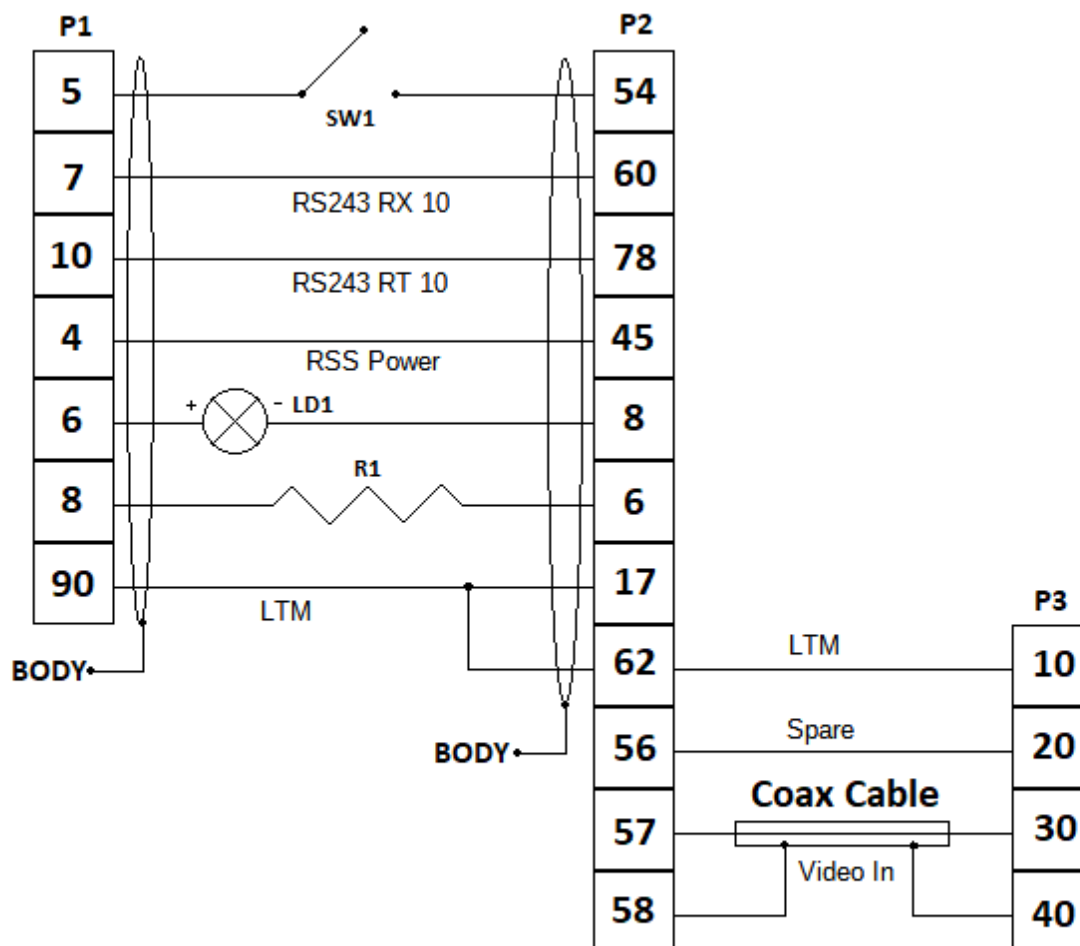 P1
P2
5
SW1
54
7
RS243 RX 10
60
10
RS243 RT 10
78
4
RSS Power
45
6
+
- LD1
8
8
R1
6
90
LTM
17
P3
BODY
62
LTM
10
BODY
56
Spare
20
Coax Cable
57
30
Video In
58
40